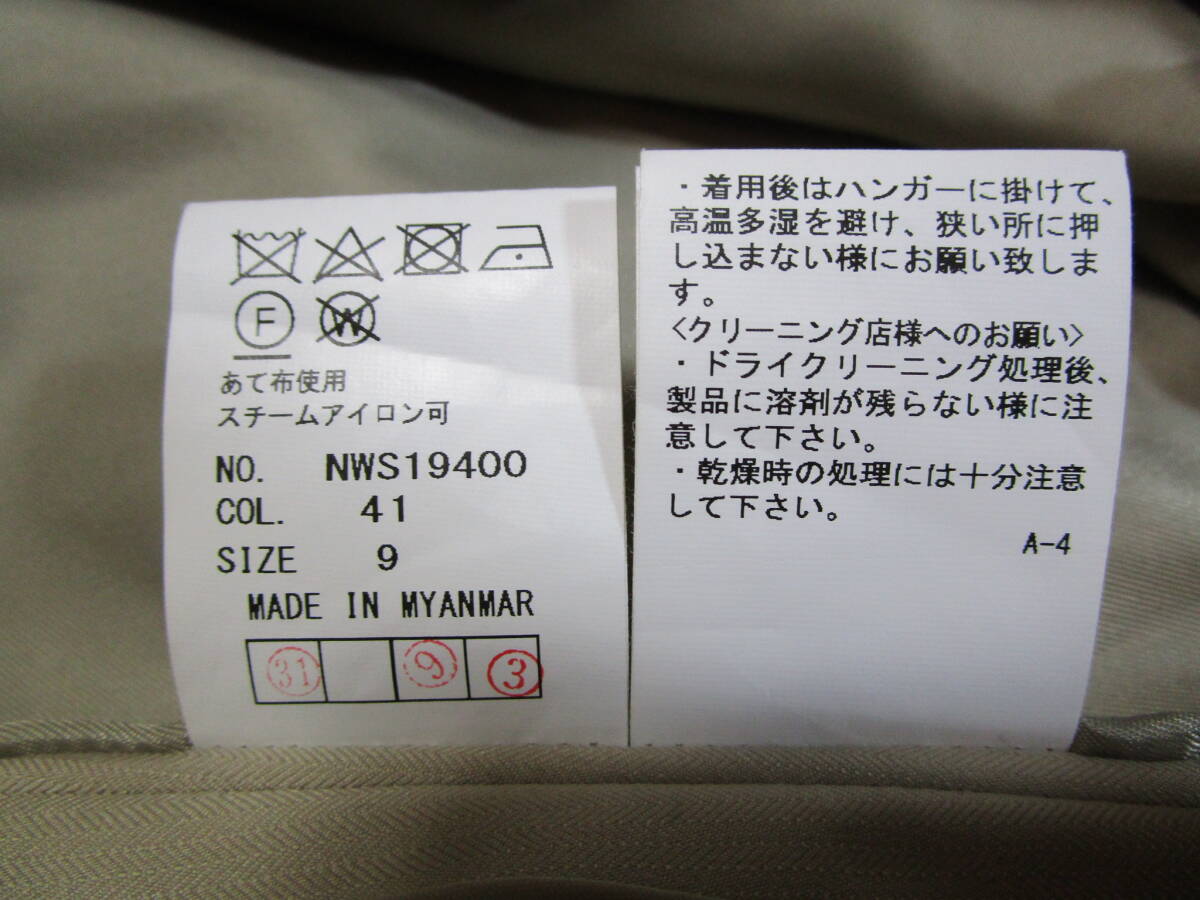 F
W
あて布使用
スチームアイロン可
NO. NWS19400
COL. 41
SIZE 9
MADE IN MYANMAR
31 9 3
・着用後はハンガーに掛けて、
高温多湿を避け、狭い所に押
し込まない様にお願い致しま
す。
〈クリーニング店様へのお願い〉
・ドライクリーニング処理後、
製品に溶剤が残らない様に注
意して下さい。
・乾燥時の処理には十分注意
して下さい。
A-4